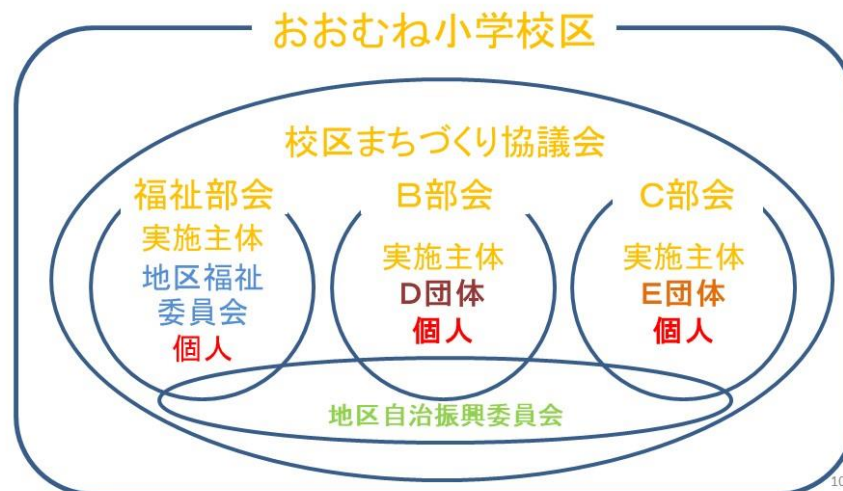 おおむね小学校区
校区まちづくり協議会
福祉部会
実施主体
地区福祉
委員会
個人
B部会
実施主体
D団体
個人
C部会
実施主体
E団体
個人
地区自治振興委員会
10